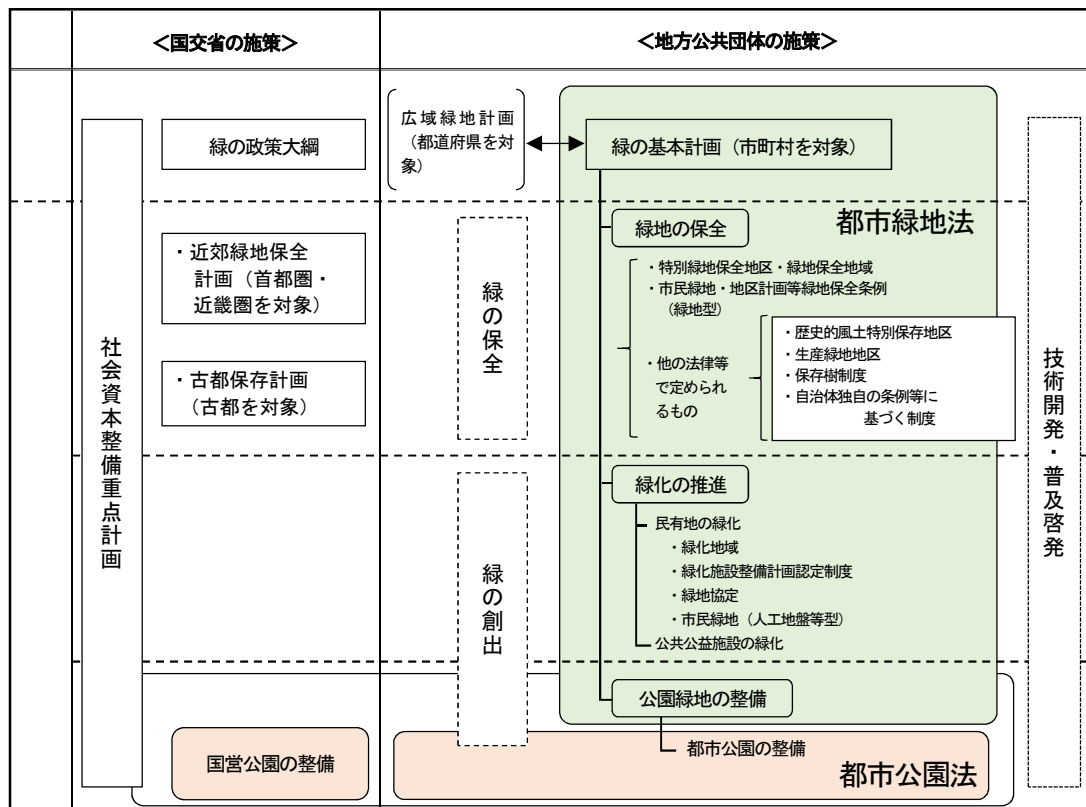 ＜国交省の施策＞
＜地方公共団体の施策＞
社会資本整備重点計画
緑の政策大綱
広域緑地計画
（都道府県を対
象）
緑の基本計画（市町村を対象）
都市緑地法
技術開発・普及啓発
・近郊緑地保全
計画（首都圏・
近畿圏を対象）
・古都保存計画
（古都を対象）
緑の保全
緑地の保全
・特別緑地保全地区・緑地保全地域
・市民緑地・地区計画等緑地保全条例
（緑地型）
・他の法律等
で定められ
るもの
・歴史的風土特別保存地区
・生産緑地地区
・保存樹制度
・自治体独自の条例等に
基づく制度
緑の創出
緑化の推進
民有地の緑化
・緑化地域
・緑化施設整備計画認定制度
・緑地協定
・市民緑地（人工地盤等型）
公共公益施設の緑化
公園緑地の整備
国営公園の整備
都市公園の整備
都市公園法